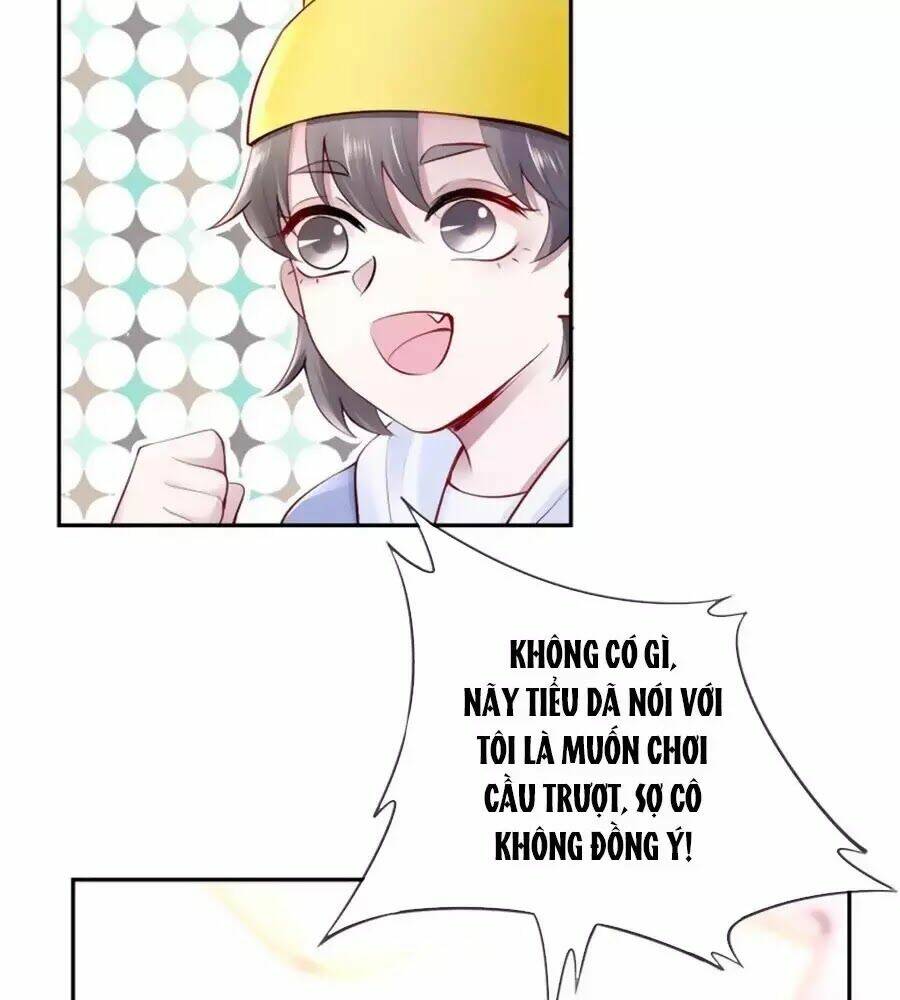 KHÔNG CÓ GÌ,
NÃY TIỂU DÃ NÓI VỚI
TÔI LÀ MUỐN CHƠI
CẦU TRƯỢT, SỢ CÔ
KHÔNG ĐỒNG Ý!